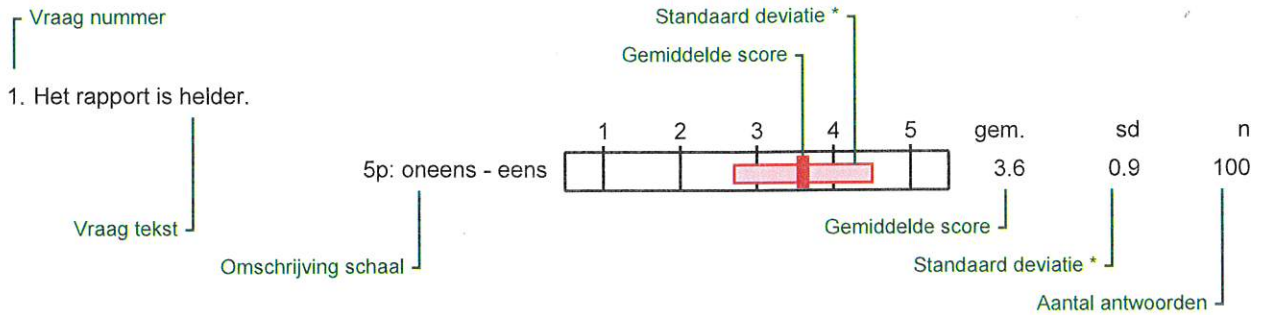 Vraag nummer
Standaard deviatie *
Gemiddelde score
1. Het rapport is helder.
1 2 3 4 5 gem. sd n
5p: oneens - eens 3.6 0.9 100
Vraag tekst
Gemiddelde score
Omschrijving schaal
Standaard deviatie *
Aantal antwoorden